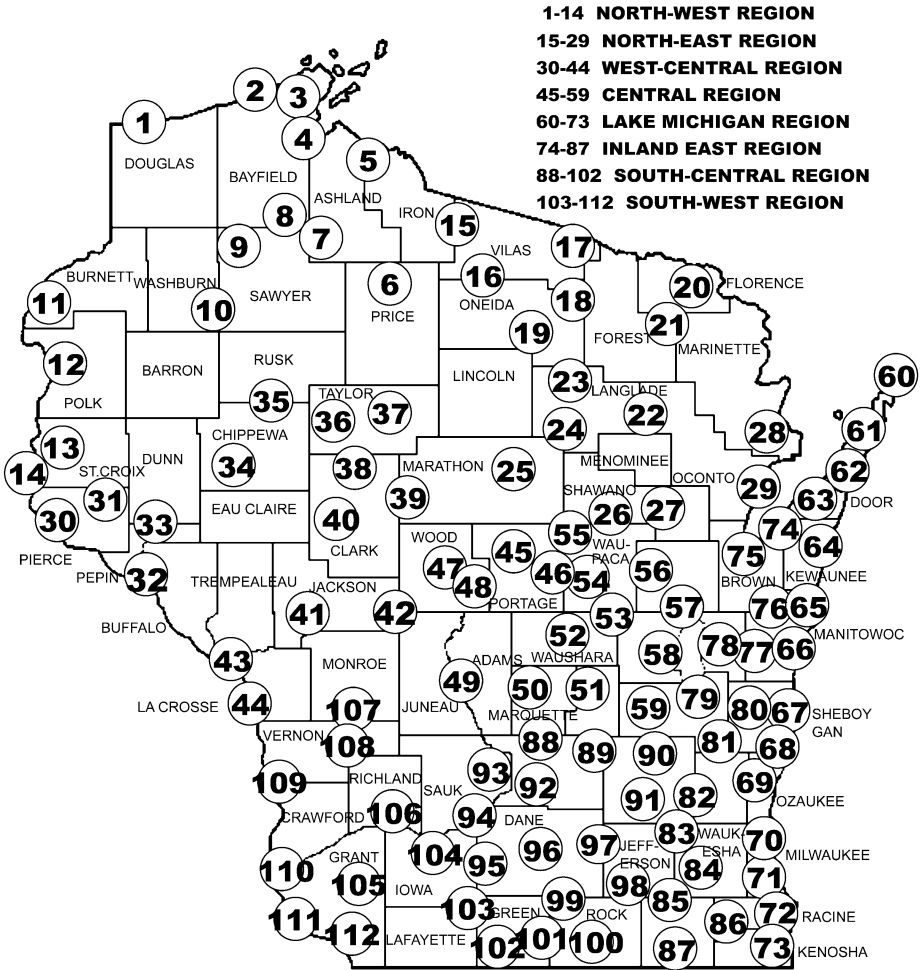 1-14 NORTH-WEST REGION
15-29 NORTH-EAST REGION
30-44 WEST-CENTRAL REGION
45-59 CENTRAL REGION
60-73 LAKE MICHIGAN REGION
74-87 INLAND EAST REGION
88-102 SOUTH-CENTRAL REGION
103-112 SOUTH-WEST REGION
2
3
1
4
5
DOUGLAS
BAYFIELD
ASHLAND
8
IRON
15
7
9
17
VILAS
BURNETT
WASHBURN
16
6
20
FLORENCE
11
10
SAWYER
18
ONEIDA
PRICE
21
19
FOREST
MARINETTE
12
RUSK
BARRON
LINCOLN
23
60
LANGLADE
TAYLOR
POLK
35
36
37
22
24
28
61
CHIPPEWA
13
DUNN
34
14
ST.CROIX
38
MARATHON
25
MENOMINEE
62
OCONTO
29
31
39
SHAWANO
63
DOOR
30
EAU CLAIRE
40
26
27
33
55
74
CLARK
WOOD
45
WAU-
PACA
75
64
PIERCE
PEPIN
32
TREMPEALEAU
JACKSON
47
48
46
54
56
BROWN
KEWAUNEE
PORTAGE
41
42
53
57
76
65
BUFFALO
52
MANITOWOC
43
MONROE
ADAMS
WAUSHARA
58
78
77
66
49
50
51
LA CROSSE
44
107
JUNEAU
MARQUETTE
59
79
80
67
SHEBOY
GAN
VERNON
108
88
89
90
81
68
109
RICHLAND
SAUK
93
92
91
82
69
OZAUKEE
CRAWFORD
106
94
DANE
83
WAUK-
ESHA
70
GRANT
104
95
96
97
JEFF-
ERSON
84
MILWAUKEE
110
105
IOWA
98
71
103
99
85
111
GREEN
ROCK
86
72
RACINE
112
LAFAYETTE
102
101
100
87
73
KENOSHA